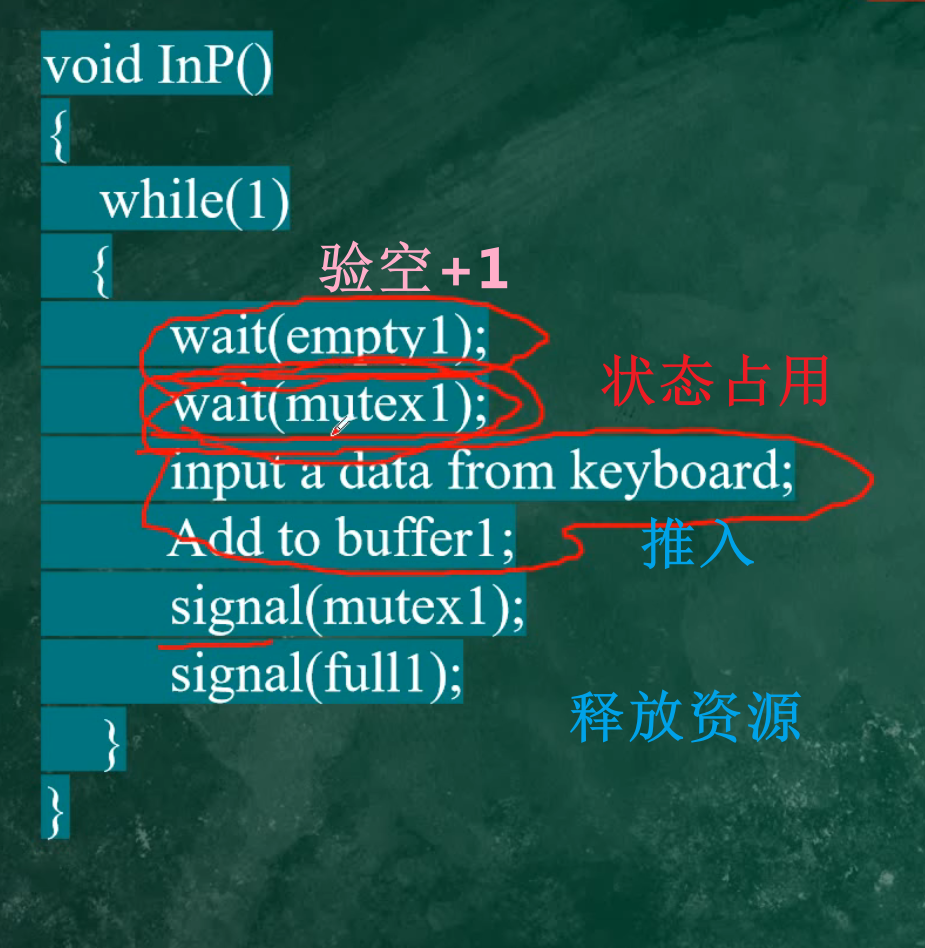 void InP()
{
while(1)
{
验空+1
wait(empty1);
wait(mutex1);
状态占用
input a data from keyboard;
Add to buffer1;
推入
signal(mutex1);
signal(full1);
释放资源
}
}